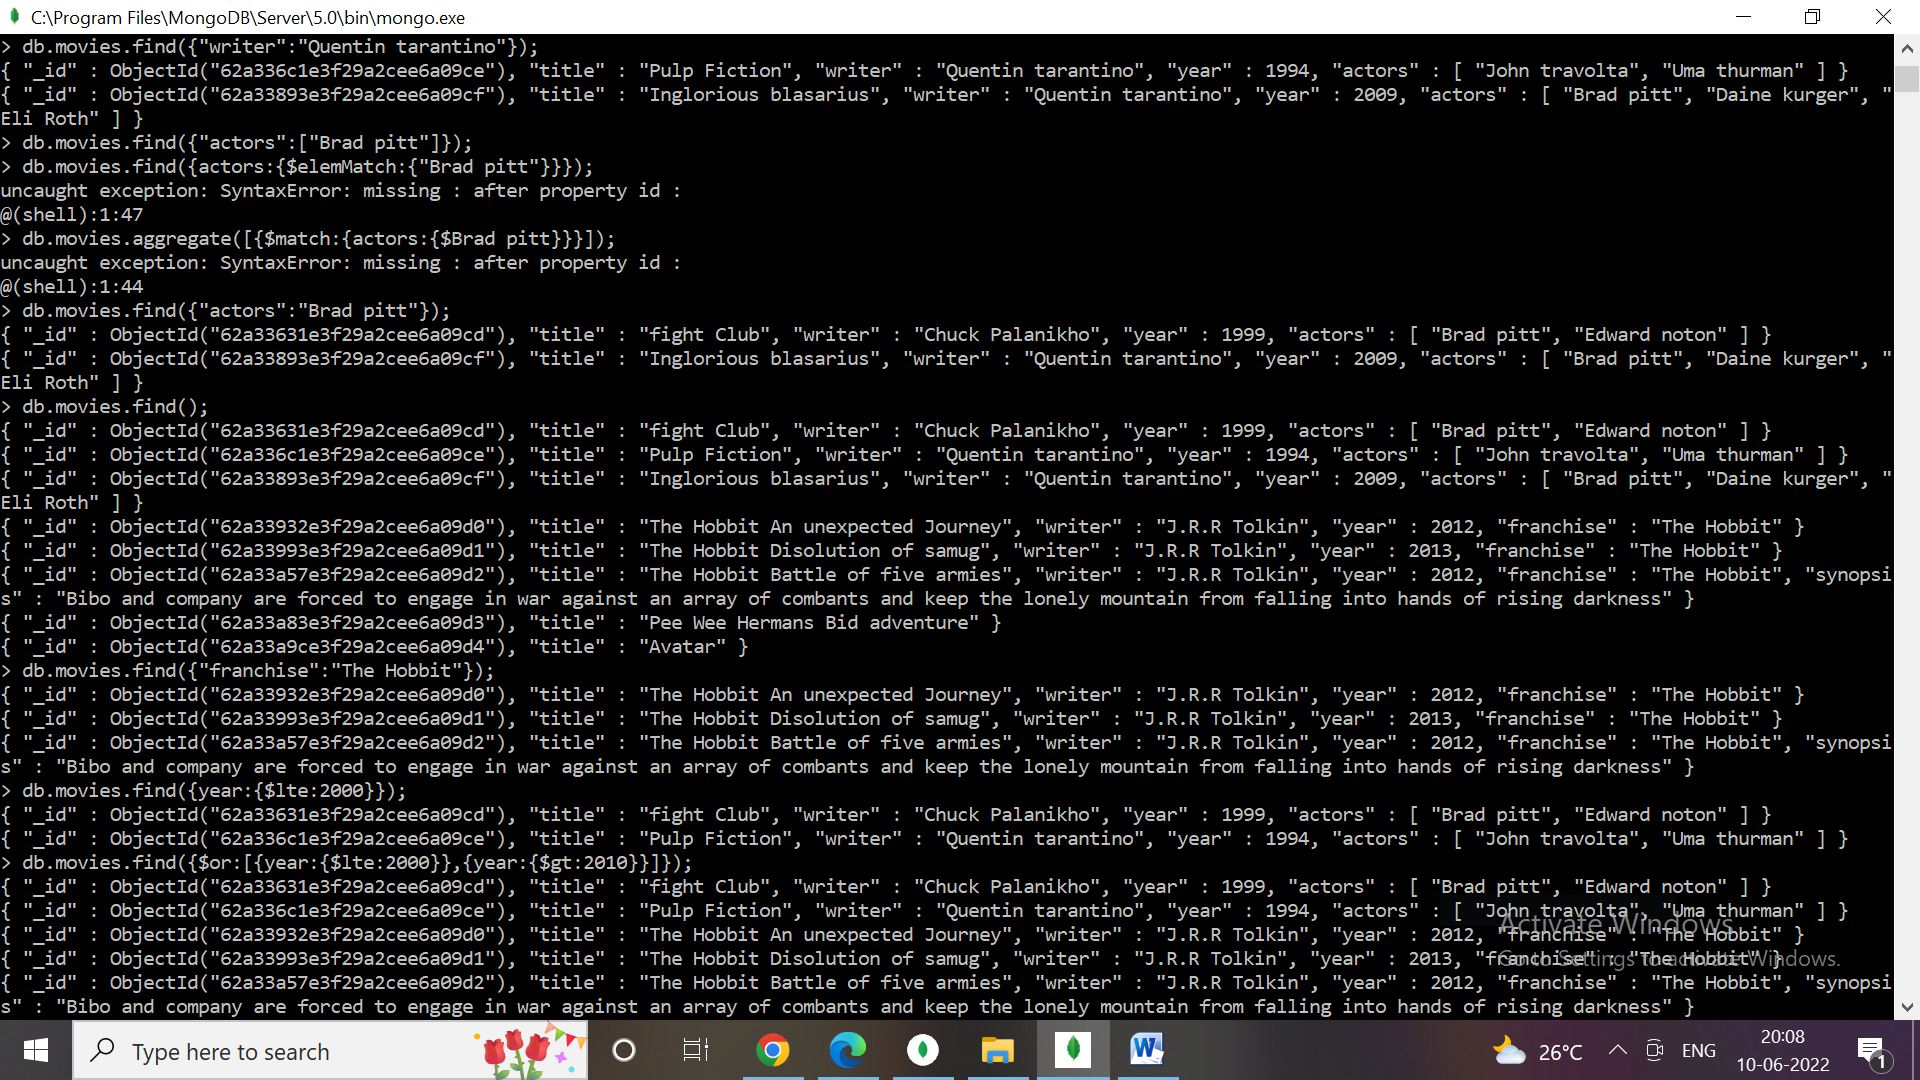 C:\Program Files\MongoDB\Server\5.0\bin\mongo.exe
> db.movies.find({"writer":"Quentin tarantino"});
{ "_id" : ObjectId("62a336c1e3f29a2cee6a09ce"), "title" : "Pulp Fiction", "writer" : "Quentin tarantino", "year" : 1994, "actors" : [ "John travolta", "Uma thurman" ] }
{ "_id" : ObjectId("62a33893e3f29a2cee6a09cf"), "title" : "Inglorious blasarius", "writer" : "Quentin tarantino", "year" : 2009, "actors" : [ "Brad pitt", "Daine kurger", "
Eli Roth" ] }
> db.movies.find({"actors":["Brad pitt"]});
> db.movies.find({actors:{$elemMatch:{"Brad pitt"}}});
uncaught exception: SyntaxError: missing : after property id :
@(shell):1:47
> db.movies.aggregate([{$match:{actors:{$Brad pitt}}}]);
uncaught exception: SyntaxError: missing : after property id :
@(shell):1:44
> db.movies.find({"actors":"Brad pitt"});
{ "_id" : ObjectId("62a33631e3f29a2cee6a09cd"), "title" : "fight Club", "writer" : "Chuck Palanikho", "year" : 1999, "actors" : [ "Brad pitt", "Edward noton" ] }
{ "_id" : ObjectId("62a33893e3f29a2cee6a09cf"), "title" : "Inglorious blasarius", "writer" : "Quentin tarantino", "year" : 2009, "actors" : [ "Brad pitt", "Daine kurger", "
Eli Roth" ] }
> db.movies.find();
{ "_id" : ObjectId("62a33631e3f29a2cee6a09cd"), "title" : "fight Club", "writer" : "Chuck Palanikho", "year" : 1999, "actors" : [ "Brad pitt", "Edward noton" ] }
{ "_id" : ObjectId("62a336c1e3f29a2cee6a09ce"), "title" : "Pulp Fiction", "writer" : "Quentin tarantino", "year" : 1994, "actors" : [ "John travolta", "Uma thurman" ] }
{ "_id" : ObjectId("62a33893e3f29a2cee6a09cf"), "title" : "Inglorious blasarius", "writer" : "Quentin tarantino", "year" : 2009, "actors" : [ "Brad pitt", "Daine kurger", "
Eli Roth" ] }
{ "_id" : ObjectId("62a33932e3f29a2cee6a09d0"), "title" : "The Hobbit An unexpected Journey", "writer" : "J.R.R Tolkin", "year" : 2012, "franchise" : "The Hobbit" }
{ "_id" : ObjectId("62a33993e3f29a2cee6a09d1"), "title" : "The Hobbit Disolution of samug", "writer" : "J.R.R Tolkin", "year" : 2013, "franchise" : "The Hobbit" }
{ "_id" : ObjectId("62a33a57e3f29a2cee6a09d2"), "title" : "The Hobbit Battle of five armies", "writer" : "J.R.R Tolkin", "year" : 2012, "franchise" : "The Hobbit", "synopsi
s" : "Bibo and company are forced to engage in war against an array of combants and keep the lonely mountain from falling into hands of rising darkness" }
{ "_id" : ObjectId("62a33a83e3f29a2cee6a09d3"), "title" : "Pee Wee Hermans Bid adventure" }
{ "_id" : ObjectId("62a33a9ce3f29a2cee6a09d4"), "title" : "Avatar" }
> db.movies.find({"franchise":"The Hobbit"});
{ "_id" : ObjectId("62a33932e3f29a2cee6a09d0"), "title" : "The Hobbit An unexpected Journey", "writer" : "J.R.R Tolkin", "year" : 2012, "franchise" : "The Hobbit" }
{ "_id" : ObjectId("62a33993e3f29a2cee6a09d1"), "title" : "The Hobbit Disolution of samug", "writer" : "J.R.R Tolkin", "year" : 2013, "franchise" : "The Hobbit" }
{ "_id" : ObjectId("62a33a57e3f29a2cee6a09d2"), "title" : "The Hobbit Battle of five armies", "writer" : "J.R.R Tolkin", "year" : 2012, "franchise" : "The Hobbit", "synopsi
s" : "Bibo and company are forced to engage in war against an array of combants and keep the lonely mountain from falling into hands of rising darkness" }
> db.movies.find({year:{$lte:2000}});
{ "_id" : ObjectId("62a33631e3f29a2cee6a09cd"), "title" : "fight Club", "writer" : "Chuck Palanikho", "year" : 1999, "actors" : [ "Brad pitt", "Edward noton" ] }
{ "_id" : ObjectId("62a336c1e3f29a2cee6a09ce"), "title" : "Pulp Fiction", "writer" : "Quentin tarantino", "year" : 1994, "actors" : [ "John travolta", "Uma thurman" ] }
> db.movies.find({$or:[{year:{$lte:2000}},{year:{$gt:2010}}]});
{ "_id" : ObjectId("62a33631e3f29a2cee6a09cd"), "title" : "fight Club", "writer" : "Chuck Palanikho", "year" : 1999, "actors" : [ "Brad pitt", "Edward noton" ] }
{ "_id" : ObjectId("62a336c1e3f29a2cee6a09ce"), "title" : "Pulp Fiction", "writer" : "Quentin tarantino", "year" : 1994, "actors" : [ "John travolta", "Uma thurman" ] }
{ "_id" : ObjectId("62a33932e3f29a2cee6a09d0"), "title" : "The Hobbit An unexpected Journey", "writer" : "J.R.R Tolkin", "year" : 2012, "franchise" : "The Hobbit" }
{ "_id" : ObjectId("62a33993e3f29a2cee6a09d1"), "title" : "The Hobbit Disolution of samug", "writer" : "J.R.R Tolkin", "year" : 2013, "franchise" : "The Hobbit" }
{ "_id" : ObjectId("62a33a57e3f29a2cee6a09d2"), "title" : "The Hobbit Battle of five armies", "writer" : "J.R.R Tolkin", "year" : 2012, "franchise" : "The Hobbit", "synopsi
s" : "Bibo and company are forced to engage in war against an array of combants and keep the lonely mountain from falling into hands of rising darkness" }
Activate Windows
Go to Settings to activate Windows.
Type here to search
26°C
ENG
20:08
10-06-2022
1